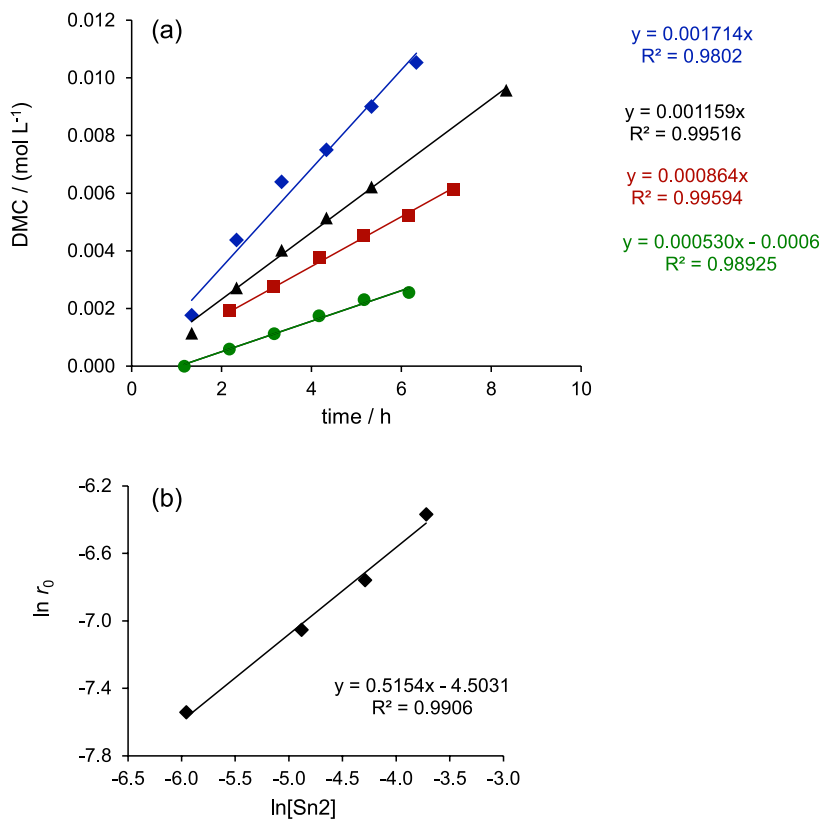 (a)
DMC / (mol L⁻¹)
0.012
0.010
0.008
0.006
0.004
0.002
0.000
0 2 4 6 8 10
time / h
y = 0.001714x
R² = 0.9802
y = 0.001159x
R² = 0.99516
y = 0.000864x
R² = 0.99594
y = 0.000530x - 0.0006
R² = 0.98925
(b)
ln r₀
-6.2
-6.6
-7.0
-7.4
-7.8
-6.5 -6.0 -5.5 -5.0 -4.5 -4.0 -3.5 -3.0
ln[Sn2]
y = 0.5154x - 4.5031
R² = 0.9906